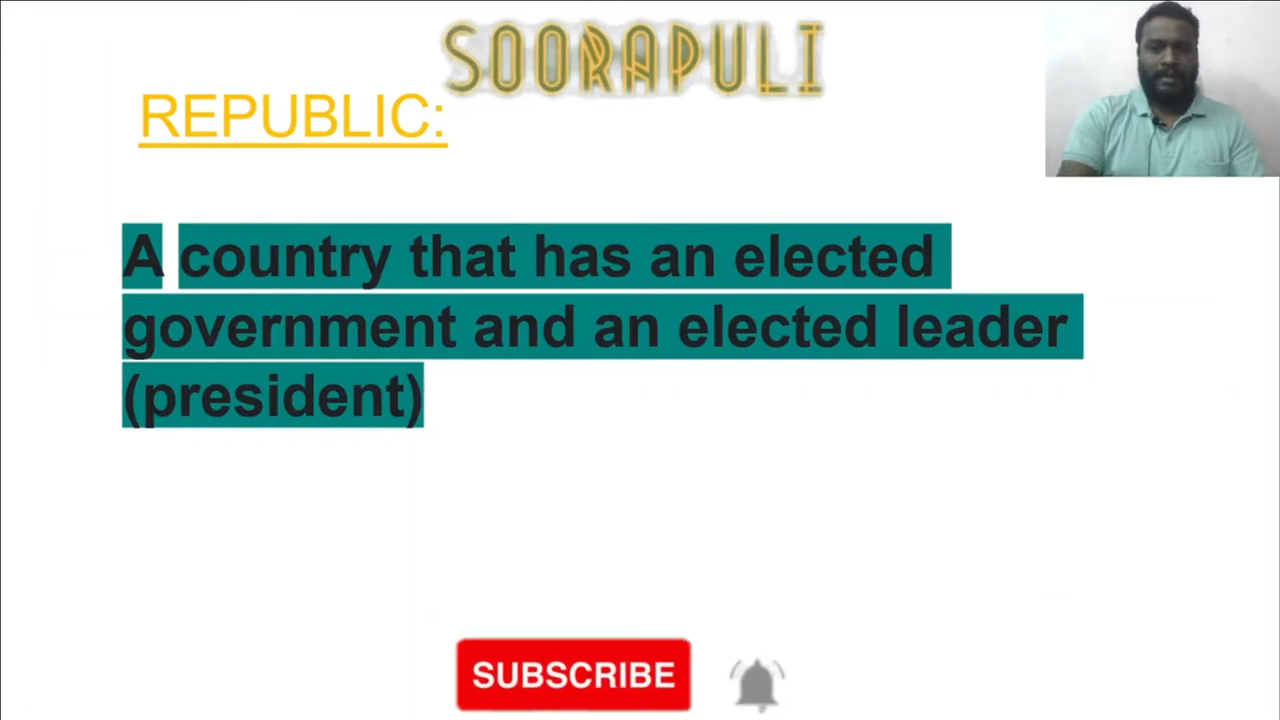 SOORAPULI
REPUBLIC:
A country that has an elected
government and an elected leader
(president)
SUBSCRIBE